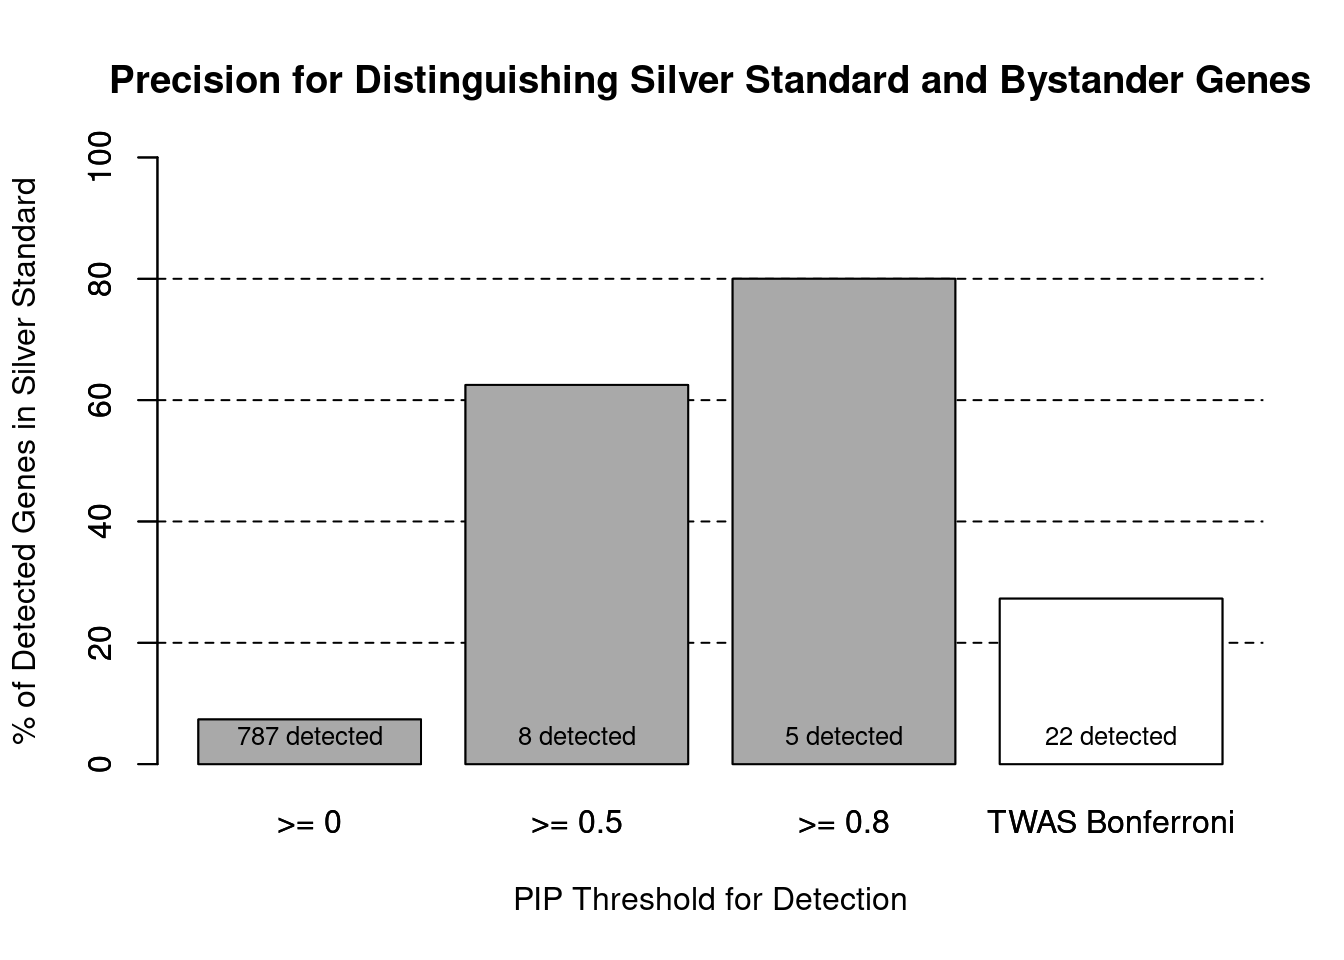 Precision for Distinguishing Silver Standard and Bystander Genes
% of Detected Genes in Silver Standard
100
80
60
40
20
0
787 detected
8 detected
5 detected
22 detected
>= 0
>= 0.5
>= 0.8
TWAS Bonferroni
PIP Threshold for Detection